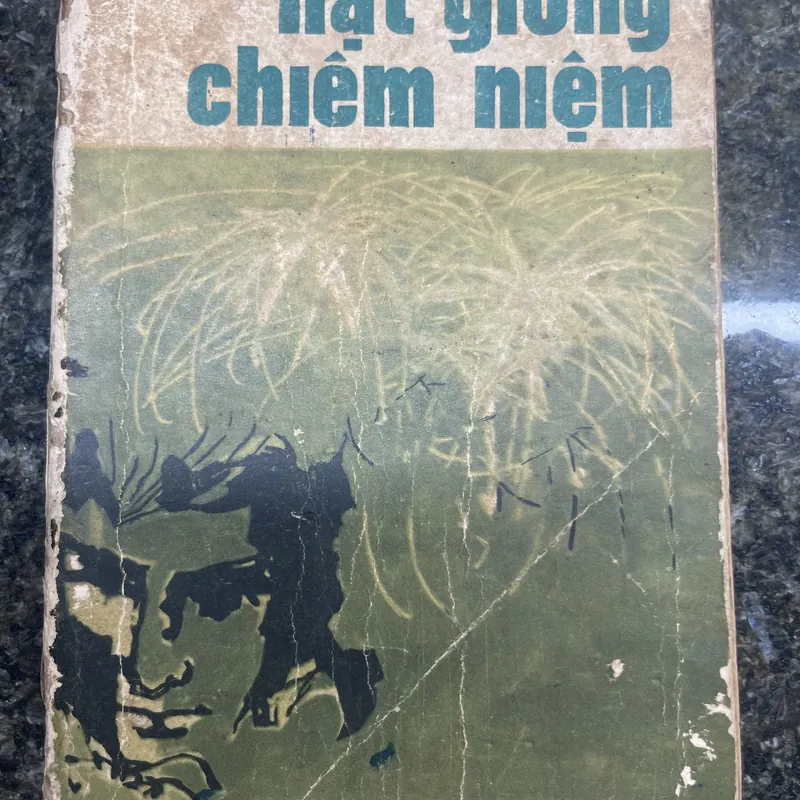 hạt giống
chiêm niệm